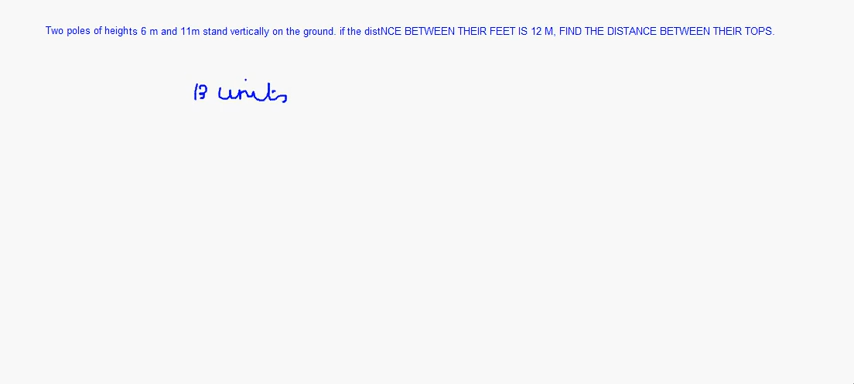 Two poles of heights 6 m and 11m stand vertically on the ground. if the distNCE BETWEEN THEIR FEET IS 12 M, FIND THE DISTANCE BETWEEN THEIR TOPS.
13 units